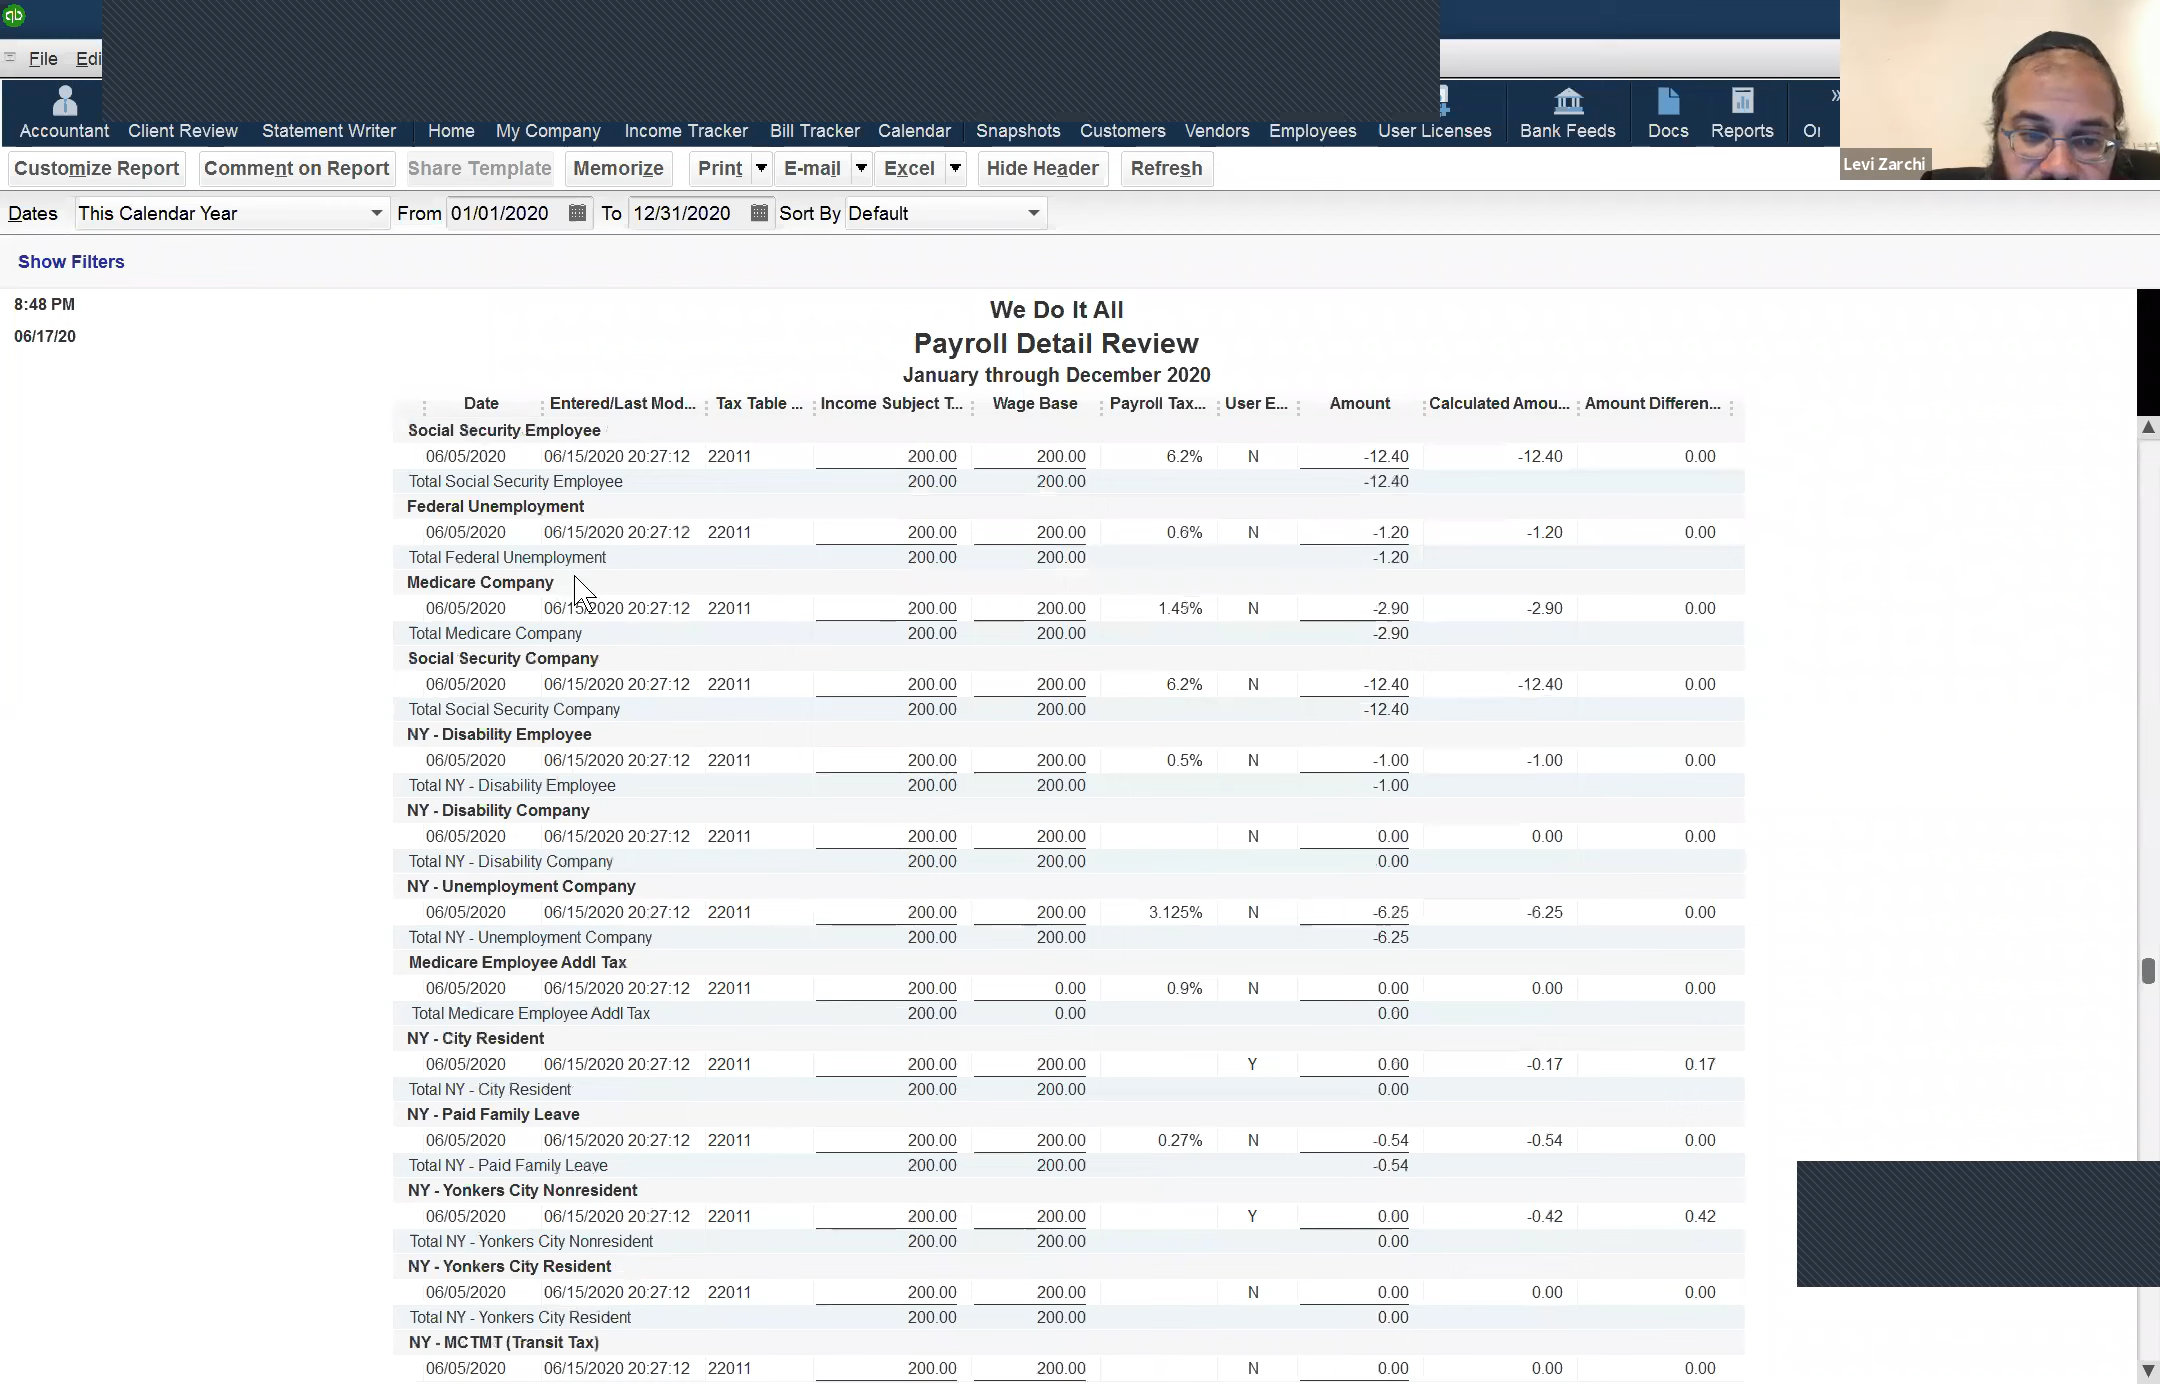 qb
File Edi
Accountant Client Review Statement Writer Home My Company Income Tracker Bill Tracker Calendar Snapshots Customers Vendors Employees User Licenses Bank Feeds Docs Reports
Levi Zarchi
Customize Report Comment on Report Share Template Memorize Print E-mail Excel Hide Header Refresh
Dates This Calendar Year From 01/01/2020 To 12/31/2020 Sort By Default
Show Filters
8:48 PM
06/17/20
We Do It All
Payroll Detail Review
January through December 2020
Date Entered/Last Mod... Tax Table ... Income Subject T... Wage Base Payroll Tax... User E... Amount Calculated Amou... Amount Differen...
Social Security Employee
06/05/2020 06/15/2020 20:27:12 22011 200.00 200.00 6.2% N -12.40 -12.40 0.00
Total Social Security Employee 200.00 200.00 -12.40
Federal Unemployment
06/05/2020 06/15/2020 20:27:12 22011 200.00 200.00 0.6% N -1.20 -1.20 0.00
Total Federal Unemployment 200.00 200.00 -1.20
Medicare Company
06/05/2020 06/15/2020 20:27:12 22011 200.00 200.00 1.45% N -2.90 -2.90 0.00
Total Medicare Company 200.00 200.00 -2.90
Social Security Company
06/05/2020 06/15/2020 20:27:12 22011 200.00 200.00 6.2% N -12.40 -12.40 0.00
Total Social Security Company 200.00 200.00 -12.40
NY - Disability Employee
06/05/2020 06/15/2020 20:27:12 22011 200.00 200.00 0.5% N -1.00 -1.00 0.00
Total NY - Disability Employee 200.00 200.00 -1.00
NY - Disability Company
06/05/2020 06/15/2020 20:27:12 22011 200.00 200.00 N 0.00 0.00 0.00
Total NY - Disability Company 200.00 200.00 0.00
NY - Unemployment Company
06/05/2020 06/15/2020 20:27:12 22011 200.00 200.00 3.125% N -6.25 -6.25 0.00
Total NY - Unemployment Company 200.00 200.00 -6.25
Medicare Employee Addl Tax
06/05/2020 06/15/2020 20:27:12 22011 200.00 0.00 0.9% N 0.00 0.00 0.00
Total Medicare Employee Addl Tax 200.00 0.00 0.00
NY - City Resident
06/05/2020 06/15/2020 20:27:12 22011 200.00 200.00 Y 0.00 -0.17 0.17
Total NY - City Resident 200.00 200.00 0.00
NY - Paid Family Leave
06/05/2020 06/15/2020 20:27:12 22011 200.00 200.00 0.27% N -0.54 -0.54 0.00
Total NY - Paid Family Leave 200.00 200.00 -0.54
NY - Yonkers City Nonresident
06/05/2020 06/15/2020 20:27:12 22011 200.00 200.00 Y 0.00 -0.42 0.42
Total NY - Yonkers City Nonresident 200.00 200.00 0.00
NY - Yonkers City Resident
06/05/2020 06/15/2020 20:27:12 22011 200.00 200.00 N 0.00 0.00 0.00
Total NY - Yonkers City Resident 200.00 200.00 0.00
NY - MCTMT (Transit Tax)
06/05/2020 06/15/2020 20:27:12 22011 200.00 200.00 N 0.00 0.00 0.00